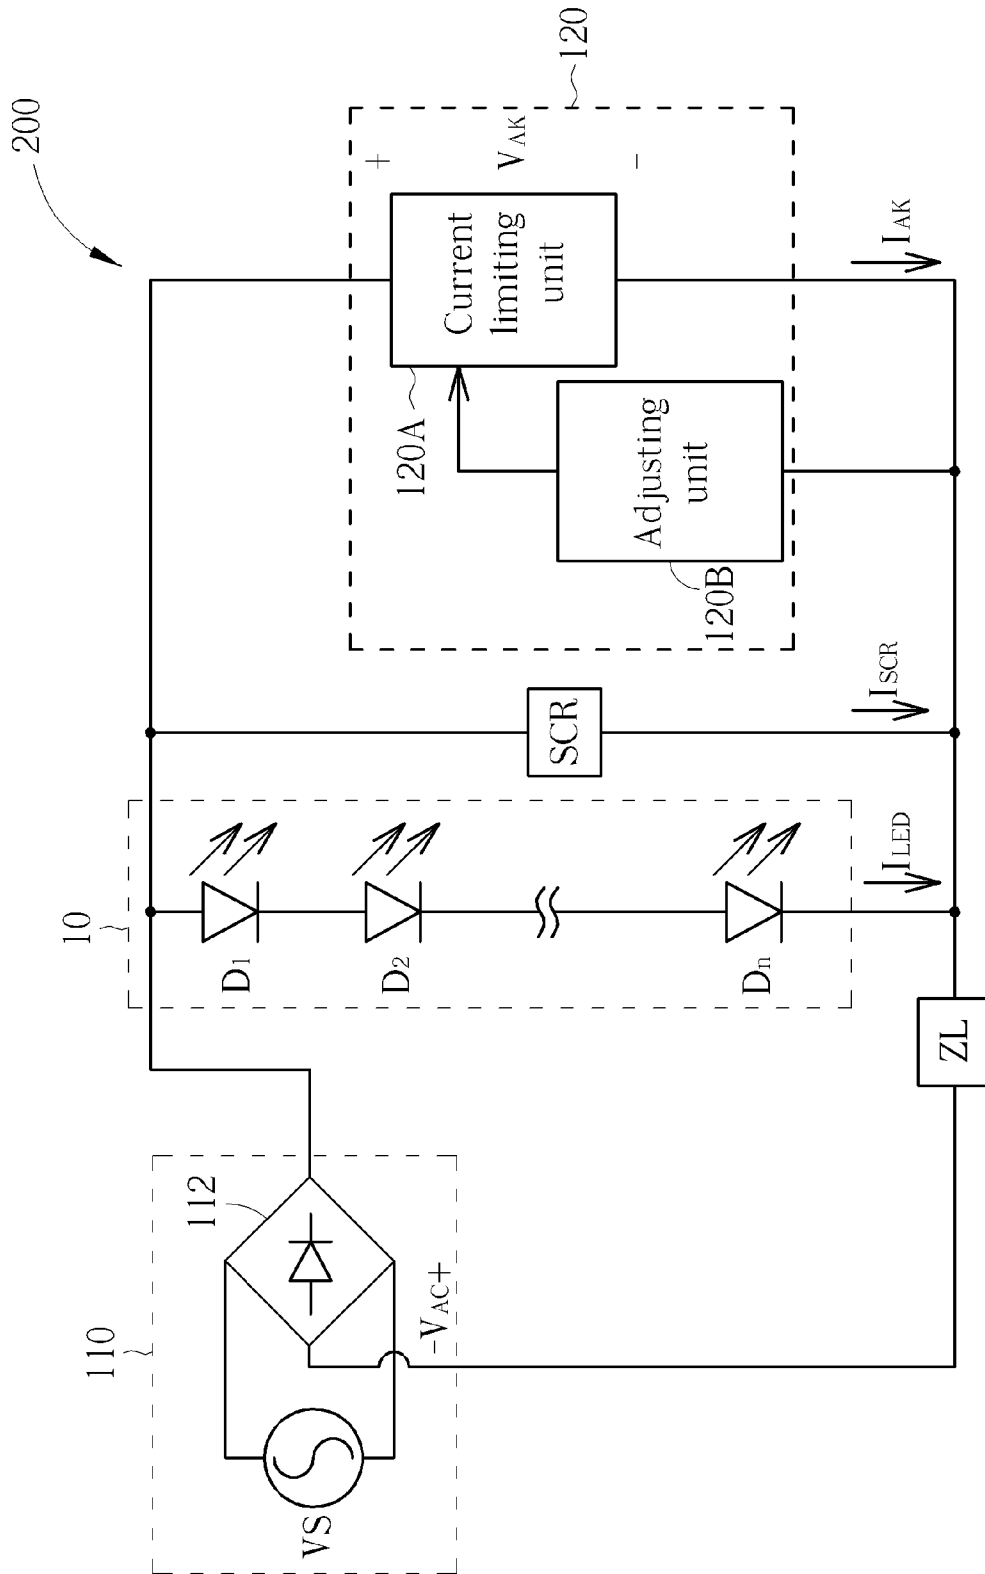 200
110
112
VS
-VAC+
10
D1
D2
Dn
ILED
ZL
SCR
ISCR
120
120A
Current
limiting
unit
+
VAK
-
120B
Adjusting
unit
IAK